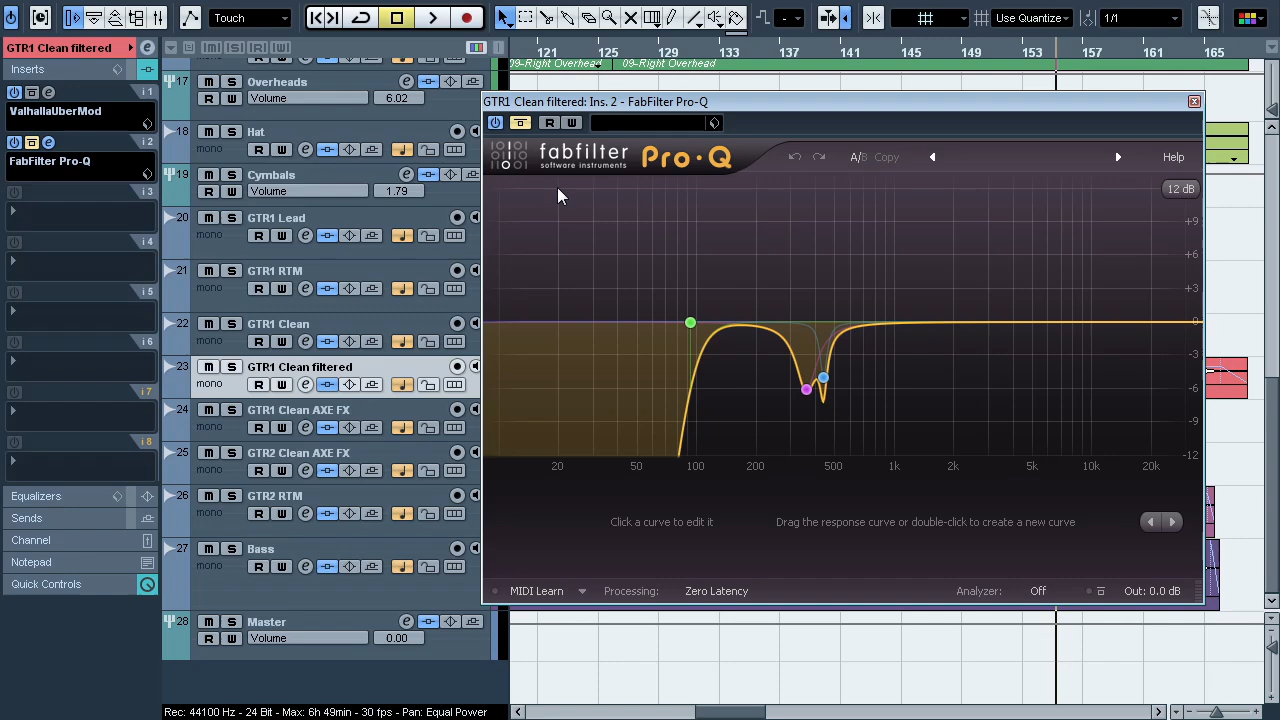 Touch
Use Quantize
1/1
GTR1 Clean filtered
121 125 129 133 137 141 145 149 153 157 161 165
09-Right Overhead 09-Right Overhead
Inserts
i 1
ValhallaUberMod
i 2
FabFilter Pro-Q
i 3
i 4
i 5
i 6
i 7
i 8
Equalizers
Sends
Channel
Notepad
Quick Controls
17 M S Overheads
R W Volume 6.02
18 M S Hat
mono R W
19 M S Cymbals
R W Volume 1.79
20 M S GTR1 Lead
mono R W
21 M S GTR1 RTM
mono R W
22 M S GTR1 Clean
mono R W
23 M S GTR1 Clean filtered
mono R W
24 M S GTR1 Clean AXE FX
mono R W
25 M S GTR2 Clean AXE FX
mono R W
26 M S GTR2 RTM
mono R W
27 M S Bass
mono R W
28 M S Master
R W Volume 0.00
GTR1 Clean filtered: Ins. 2 - FabFilter Pro-Q
R W
fabfilter
software instruments
Pro·Q
A/B Copy
Help
12 dB
+9
+6
+3
0
-3
-6
-9
-12
20 50 100 200 500 1k 2k 5k 10k 20k
Click a curve to edit it
Drag the response curve or double-click to create a new curve
MIDI Learn
Processing: Zero Latency
Analyzer: Off
Out: 0.0 dB
Rec: 44100 Hz - 24 Bit - Max: 6h 49min - 30 fps - Pan: Equal Power